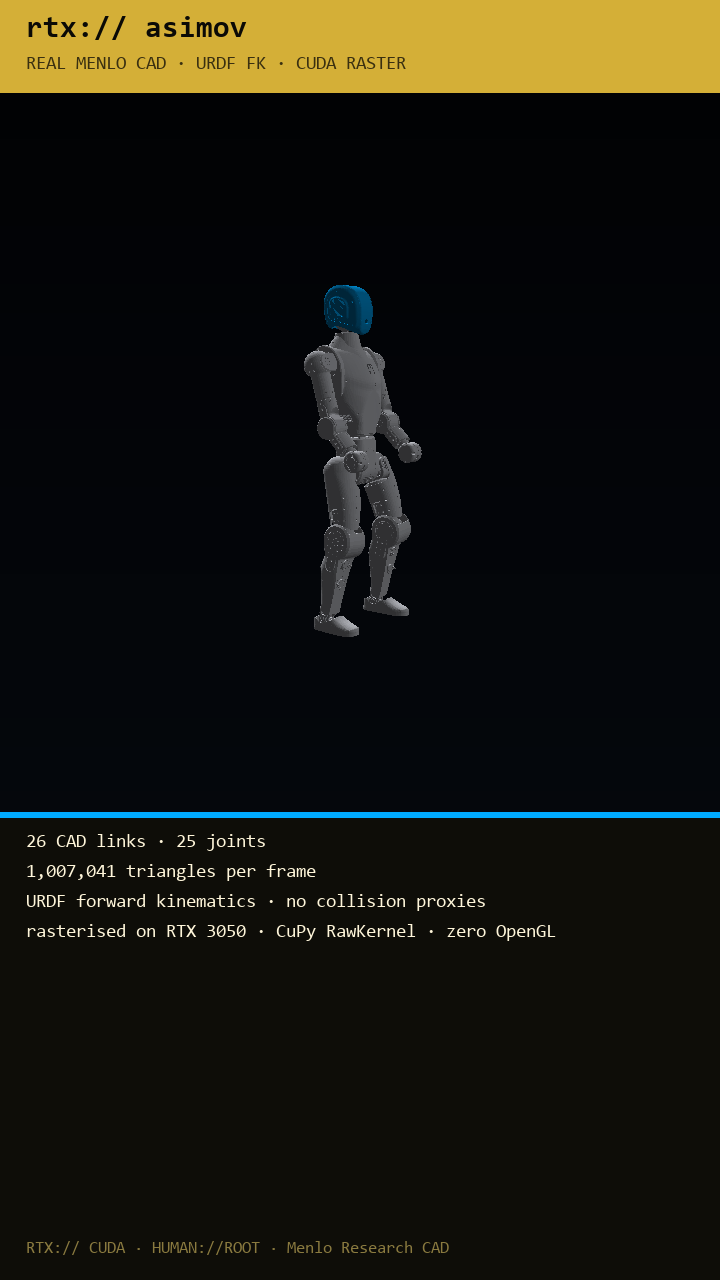 rtx:// asimov
REAL MENLO CAD · URDF FK · CUDA RASTER
26 CAD links · 25 joints
1,007,041 triangles per frame
URDF forward kinematics · no collision proxies
rasterised on RTX 3050 · CuPy RawKernel · zero OpenGL
RTX:// CUDA · HUMAN://ROOT · Menlo Research CAD